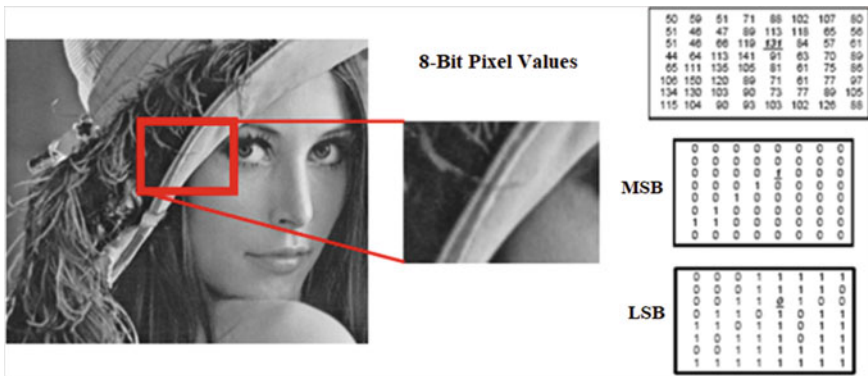 8-Bit Pixel Values
50 59 51 71 88 102 107 80
51 46 47 89 113 118 65 56
51 46 66 119 131 84 57 61
44 64 113 141 91 63 70 89
65 111 135 105 81 61 75 86
106 150 120 89 71 61 77 97
134 130 103 90 73 77 89 105
115 104 90 93 103 102 126 88
MSB
0 0 0 0 0 0 0 0
0 0 0 0 0 0 0 0
0 0 0 0 1 0 0 0
0 0 0 1 0 0 0 0
0 0 1 0 0 0 0 0
0 1 0 0 0 0 0 0
1 1 0 0 0 0 0 0
0 0 0 0 0 0 0 0
LSB
0 0 0 1 1 1 1 1
0 0 0 1 1 1 1 0
0 0 1 1 0 1 0 0
0 1 1 0 1 0 1 1
1 1 0 1 1 0 1 1
1 0 1 1 1 1 1 1
0 0 1 1 1 1 1 1
1 1 1 1 1 1 1 1